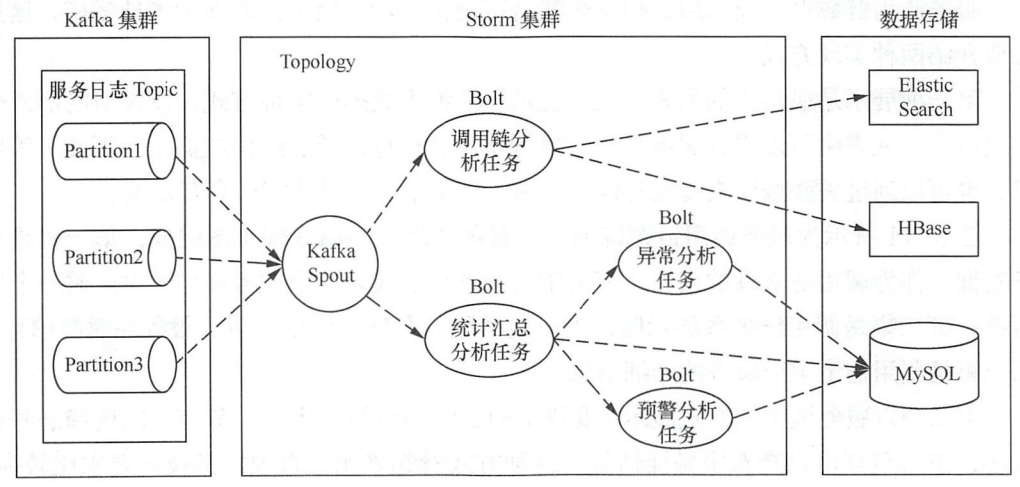 Kafka 集群
Storm 集群
数据存储
服务日志 Topic
Partition1
Partition2
Partition3
Topology
Kafka
Spout
Bolt
调用链分
析任务
Bolt
统计汇总
分析任务
Bolt
异常分析
任务
Bolt
预警分析
任务
Elastic
Search
HBase
MySQL